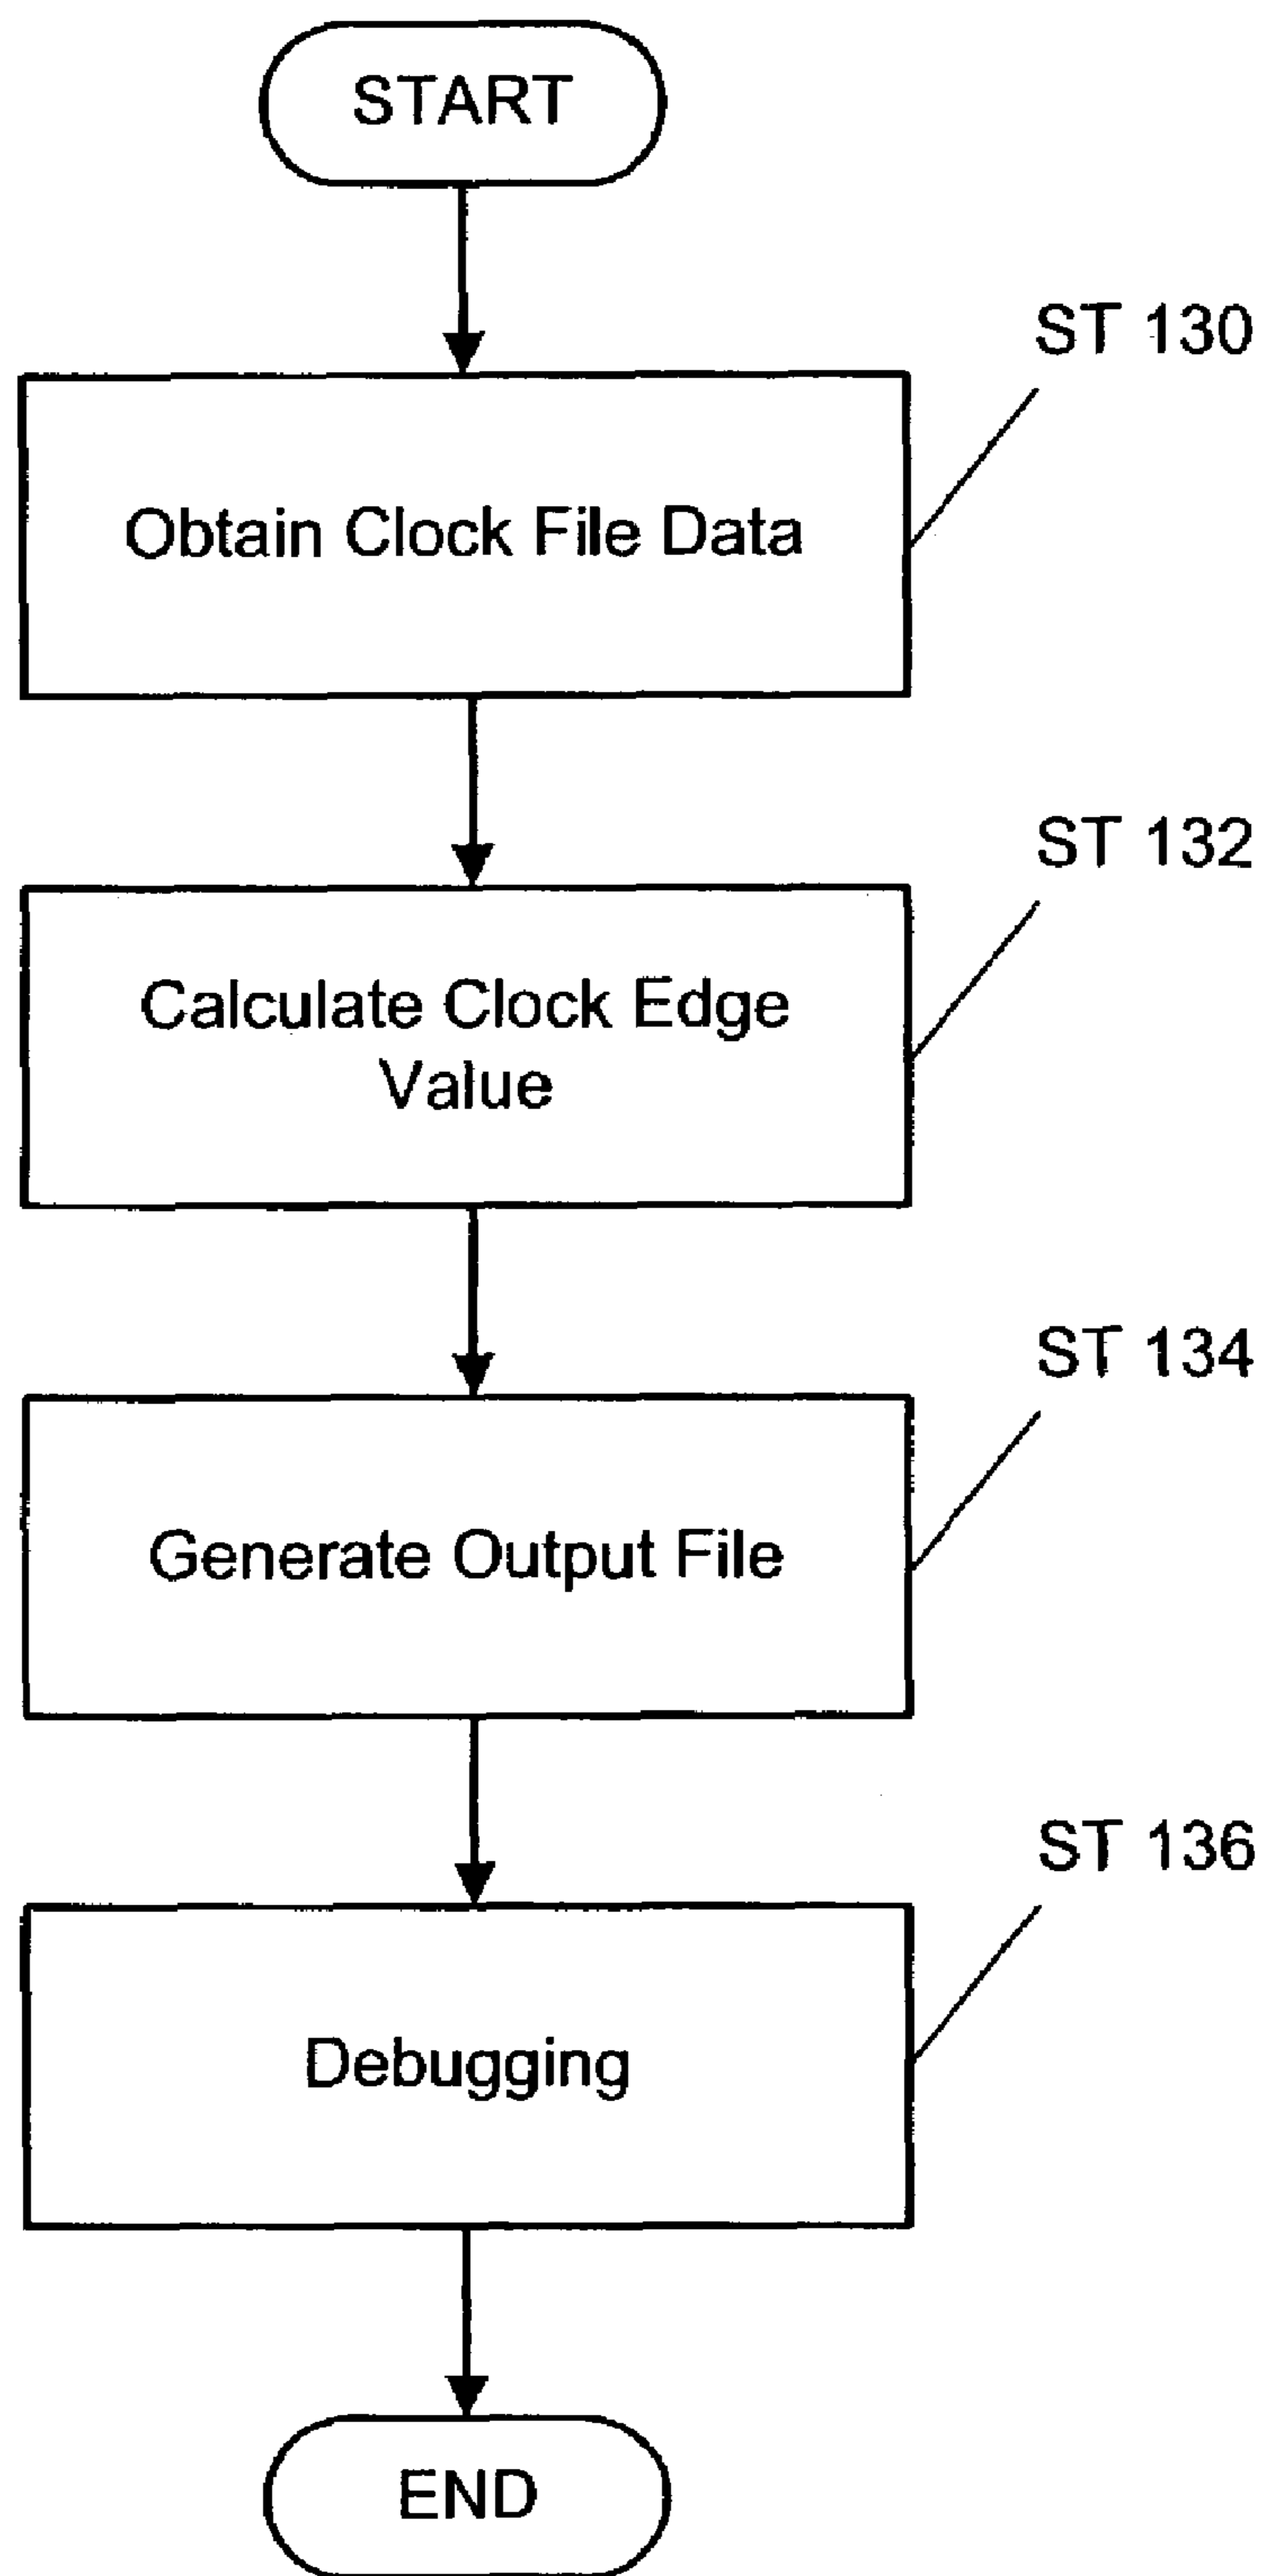 START
ST 130
Obtain Clock File Data
ST 132
Calculate Clock Edge
Value
ST 134
Generate Output File
ST 136
Debugging
END